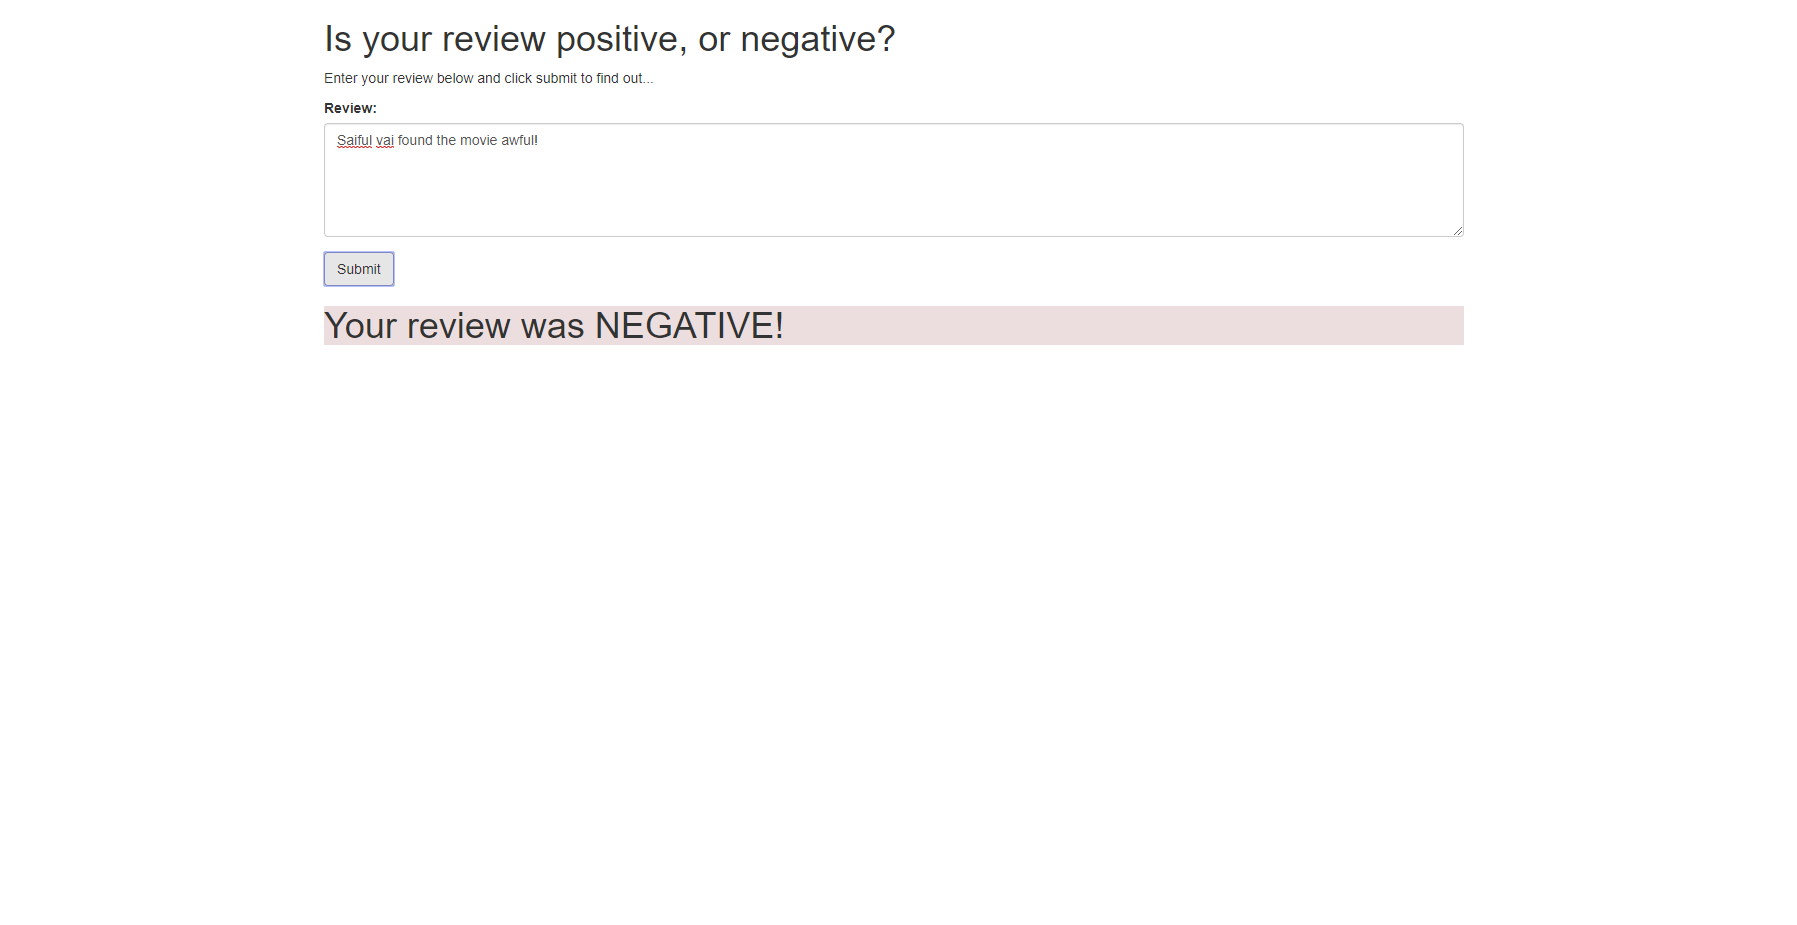 Is your review positive, or negative?
Enter your review below and click submit to find out...
Review:
Saiful vai found the movie awful!
Submit
Your review was NEGATIVE!